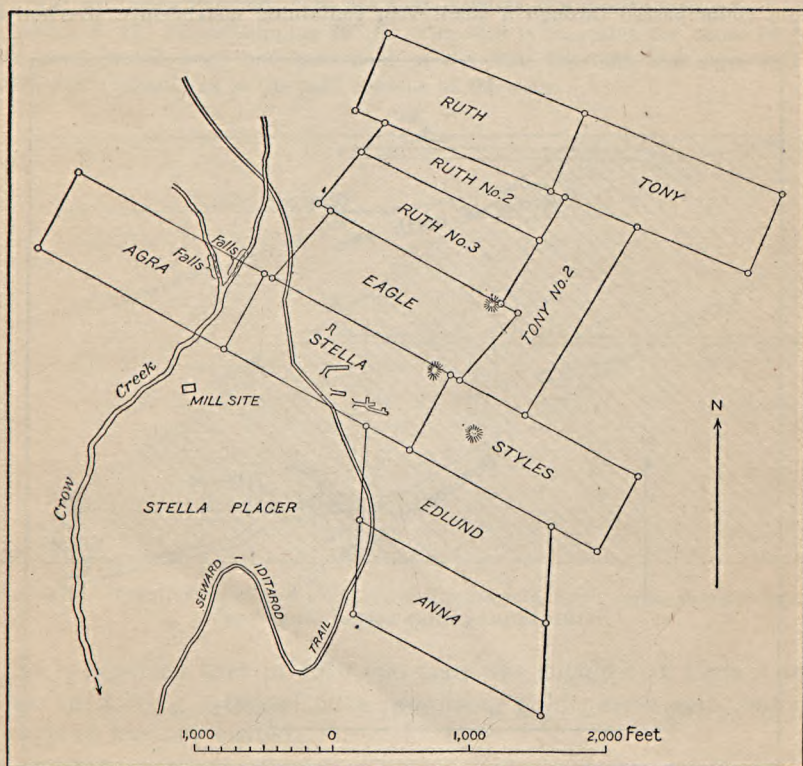 RUTH
TONY
RUTH No.2
RUTH No.3
AGRA
Falls
Falls
EAGLE
TONY No.2
STELLA
Creek
MILL SITE
STYLES
N
Crow
STELLA PLACER
EDLUND
SEWARD - IDITAROD TRAIL
ANNA
1,000 0 1,000 2,000 Feet